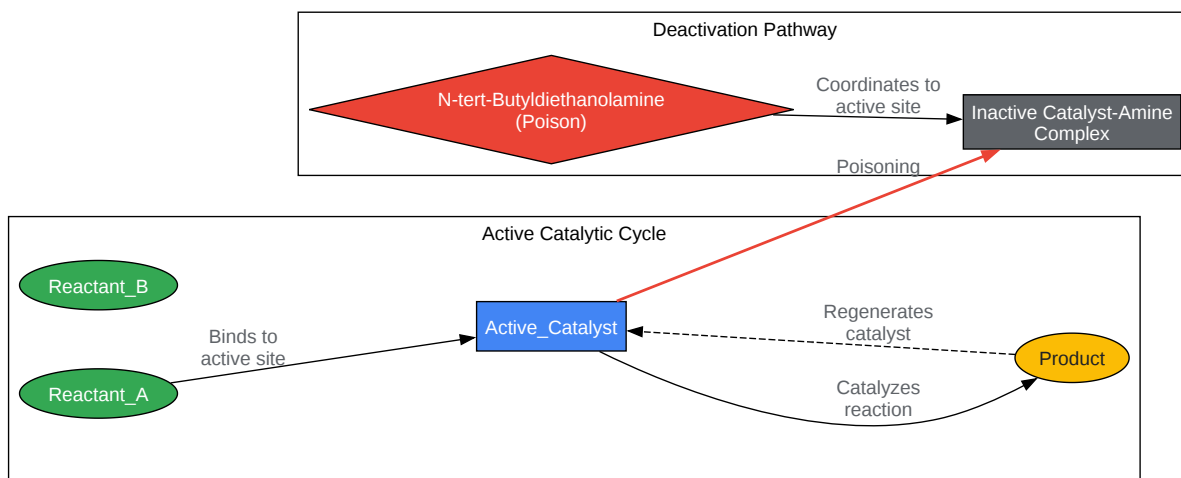 Deactivation Pathway
N-tert-Butyldiethanolamine
(Poison)
Coordinates to
active site
Inactive Catalyst-Amine
Complex
Poisoning
Active Catalytic Cycle
Reactant_B
Binds to
active site
Reactant_A
Active_Catalyst
Regenerates
catalyst
Product
Catalyzes
reaction